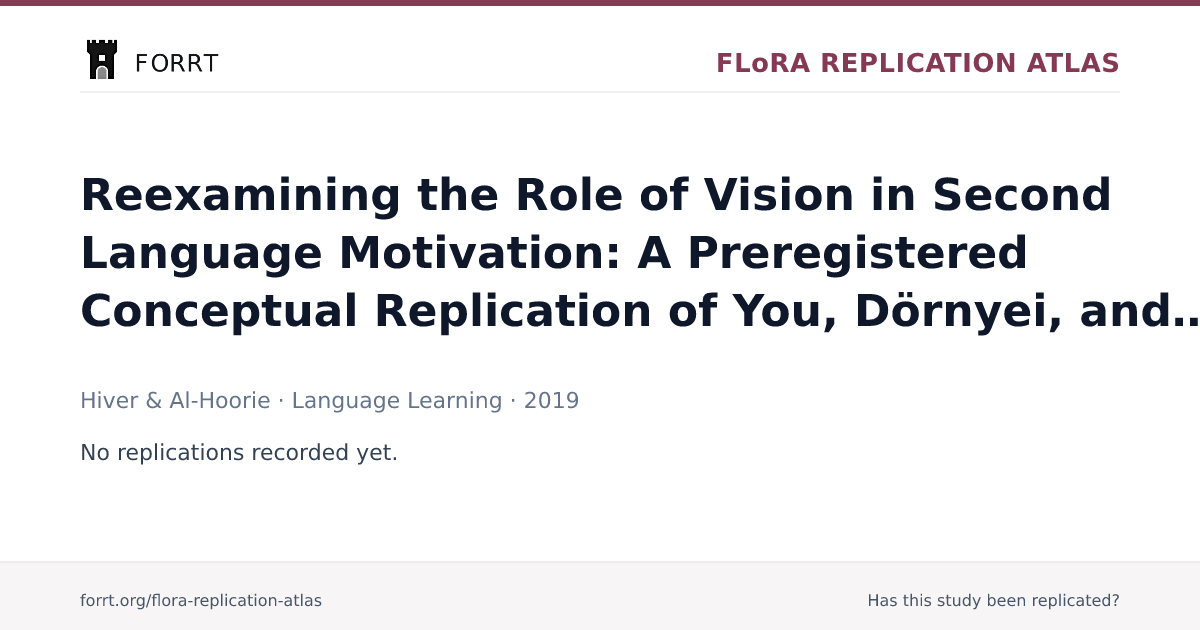 FORRT
FLoRA REPLICATION ATLAS
Reexamining the Role of Vision in Second
Language Motivation: A Preregistered
Conceptual Replication of You, Dörnyei, and…
Hiver & Al-Hoorie · Language Learning · 2019
No replications recorded yet.
forrt.org/flora-replication-atlas
Has this study been replicated?